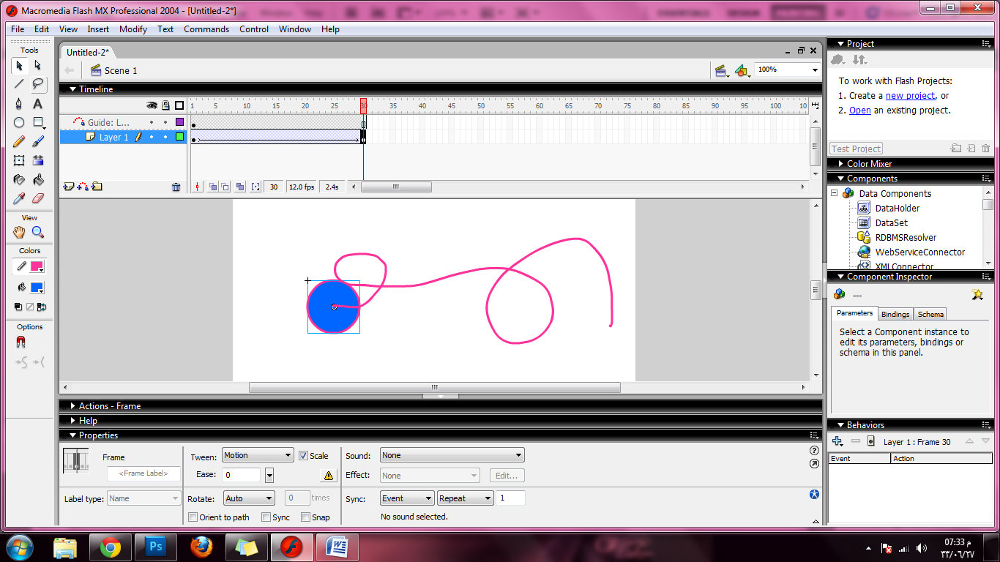 Macromedia Flash MX Professional 2004 - [Untitled-2*]
File Edit View Insert Modify Text Commands Control Window Help
Tools
Untitled-2*
Scene 1
100%
Timeline
1 5 10 15 20 25 30 35 40 45 50 55 60 65 70 75 80 85 90 95 100 10
Guide: L...
Layer 1
30 12.0 fps 2.4s
View
Colors
Options
Project
To work with Flash Projects:
1. Create a new project, or
2. Open an existing project.
Test Project
Color Mixer
Components
Data Components
DataHolder
DataSet
RDBMSResolver
WebServiceConnector
XMLConnector
Component Inspector
---
Parameters Bindings Schema
Select a Component instance to
edit its parameters, bindings or
schema in this panel.
Behaviors
Layer 1 : Frame 30
Event Action
Actions - Frame
Help
Properties
Frame
<Frame Label>
Label type: Name
Tween: Motion Scale
Ease: 0
Rotate: Auto 0 times
Orient to path Sync Snap
Sound: None
Effect: None Edit...
Sync: Event Repeat 1
No sound selected.
Ps
07:33 م
٣٣/٠٦/٢٧